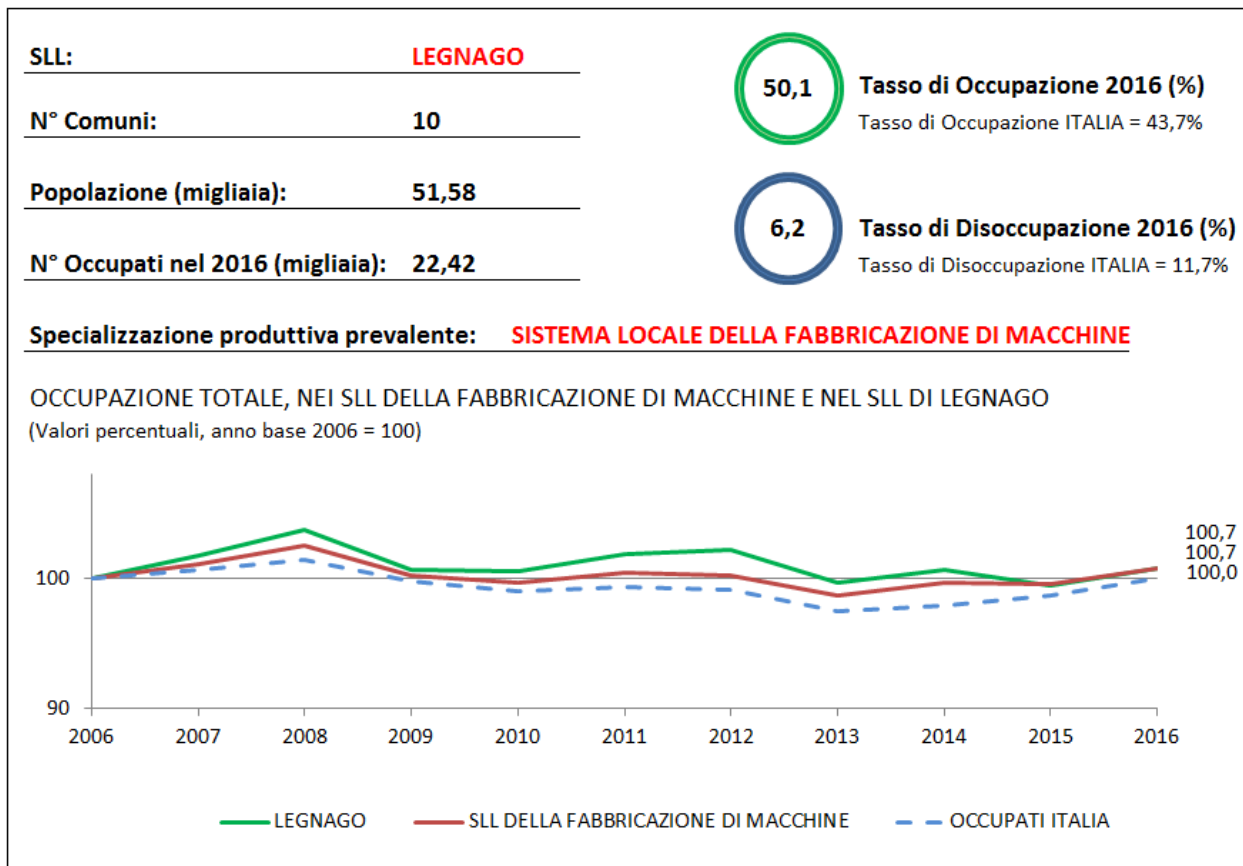 SLL: LEGNAGO
N° Comuni: 10
Popolazione (migliaia): 51,58
N° Occupati nel 2016 (migliaia): 22,42
50,1 Tasso di Occupazione 2016 (%)
Tasso di Occupazione ITALIA = 43,7%
6,2 Tasso di Disoccupazione 2016 (%)
Tasso di Disoccupazione ITALIA = 11,7%
Specializzazione produttiva prevalente: SISTEMA LOCALE DELLA FABBRICAZIONE DI MACCHINE
OCCUPAZIONE TOTALE, NEI SLL DELLA FABBRICAZIONE DI MACCHINE E NEL SLL DI LEGNAGO
(Valori percentuali, anno base 2006 = 100)
100,7
100,7
100,0
100
90
2006 2007 2008 2009 2010 2011 2012 2013 2014 2015 2016
LEGNAGO SLL DELLA FABBRICAZIONE DI MACCHINE OCCUPATI ITALIA